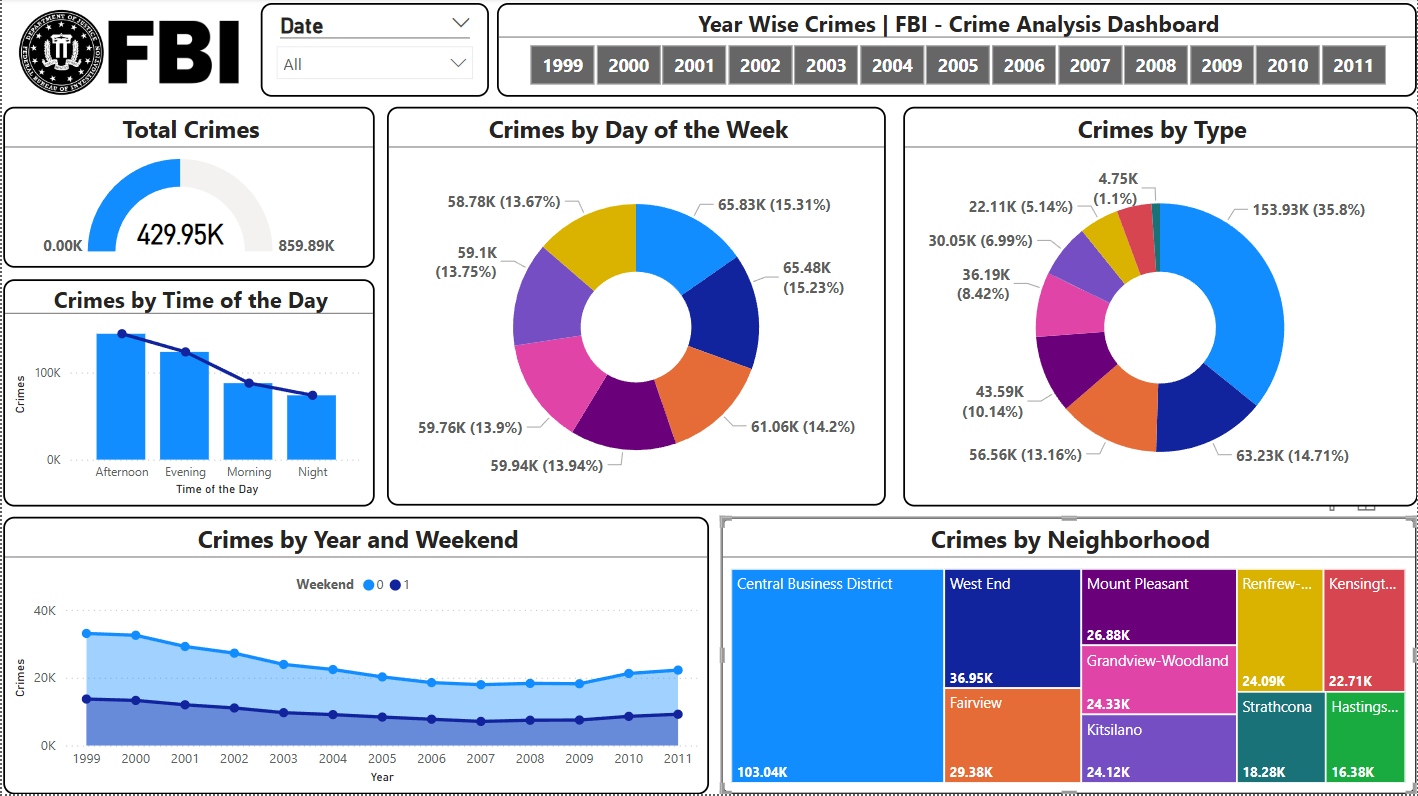 FBI
DEPARTMENT OF JUSTICE
FEDERAL BUREAU OF INVESTIGATION
Date
All
Year Wise Crimes | FBI - Crime Analysis Dashboard
1999 2000 2001 2002 2003 2004 2005 2006 2007 2008 2009 2010 2011
Total Crimes
429.95K
0.00K
859.89K
Crimes by Time of the Day
Crimes
100K
0K
Afternoon Evening Morning Night
Time of the Day
Crimes by Day of the Week
58.78K (13.67%)
65.83K (15.31%)
59.1K
(13.75%)
65.48K
(15.23%)
59.76K (13.9%)
61.06K (14.2%)
59.94K (13.94%)
Crimes by Type
4.75K
(1.1%)
22.11K (5.14%)
153.93K (35.8%)
30.05K (6.99%)
36.19K
(8.42%)
43.59K
(10.14%)
56.56K (13.16%)
63.23K (14.71%)
Crimes by Year and Weekend
Weekend 0 1
Crimes
40K
20K
0K
1999 2000 2001 2002 2003 2004 2005 2006 2007 2008 2009 2010 2011
Year
Crimes by Neighborhood
Central Business District
103.04K
West End
36.95K
Fairview
29.38K
Mount Pleasant
26.88K
Grandview-Woodland
24.33K
Kitsilano
24.12K
Renfrew-...
24.09K
Kensingt...
22.71K
Strathcona
18.28K
Hastings...
16.38K